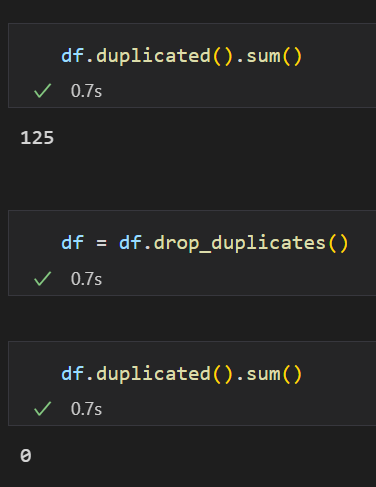 df.duplicated().sum()
0.7s
125
df = df.drop_duplicates()
0.7s
df.duplicated().sum()
0.7s
0